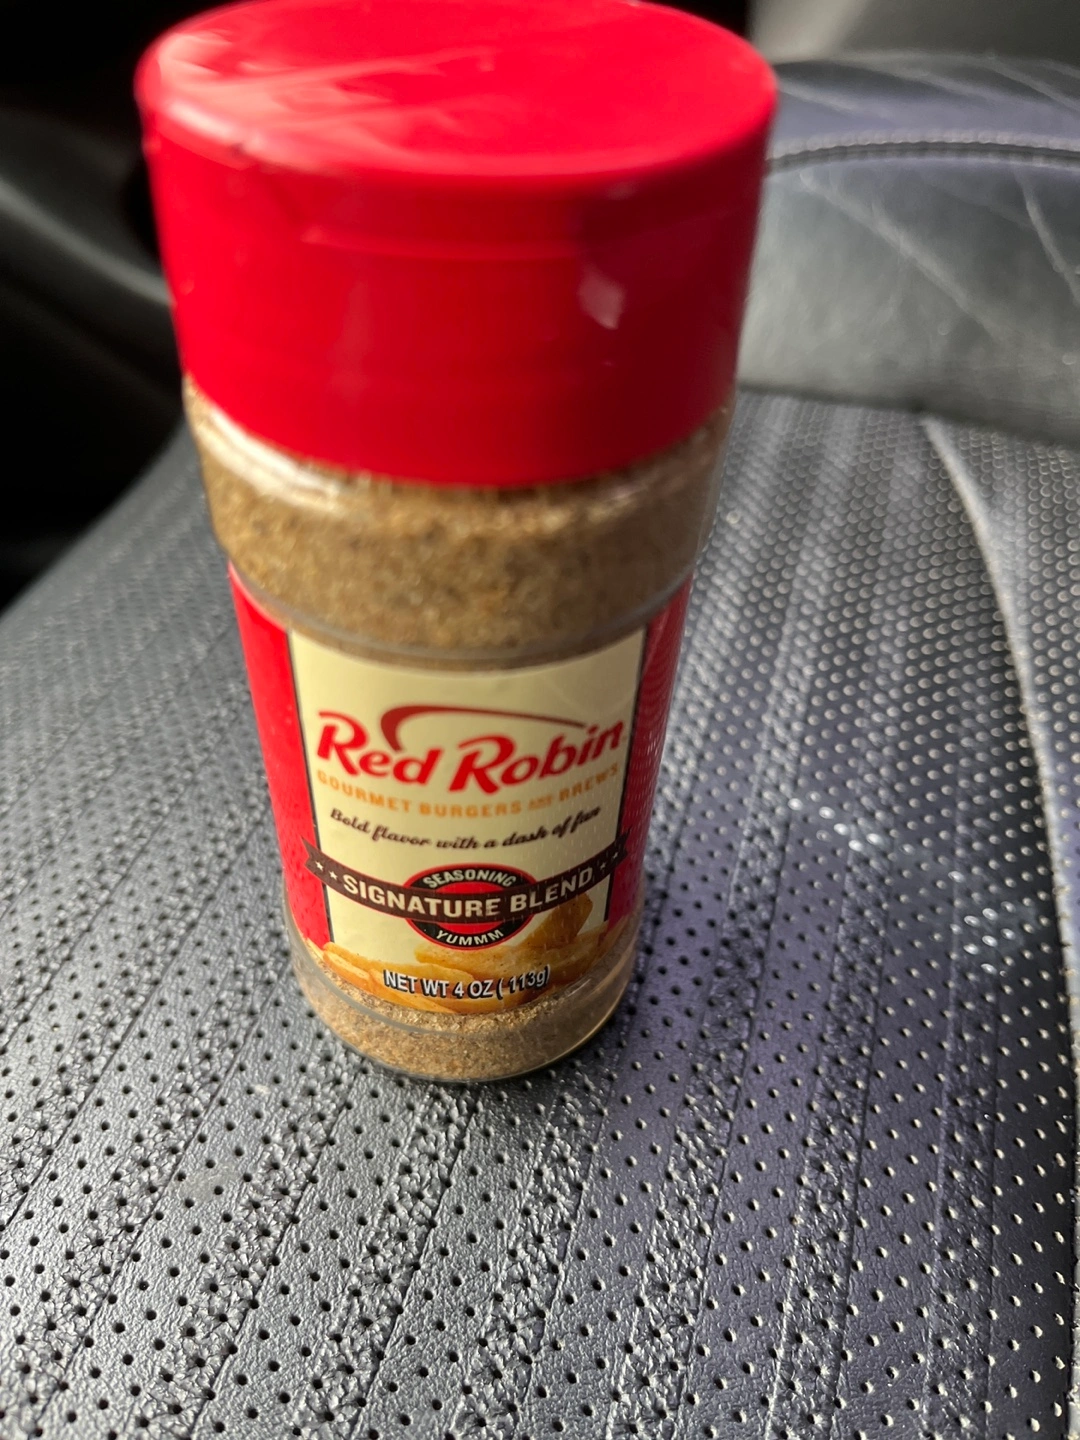 Red Robin
GOURMET BURGERS AND BREWS
Bold flavor with a dash of fun
SEASONING
SIGNATURE BLEND
YUMMM
NET WT 4 OZ ( 113g)